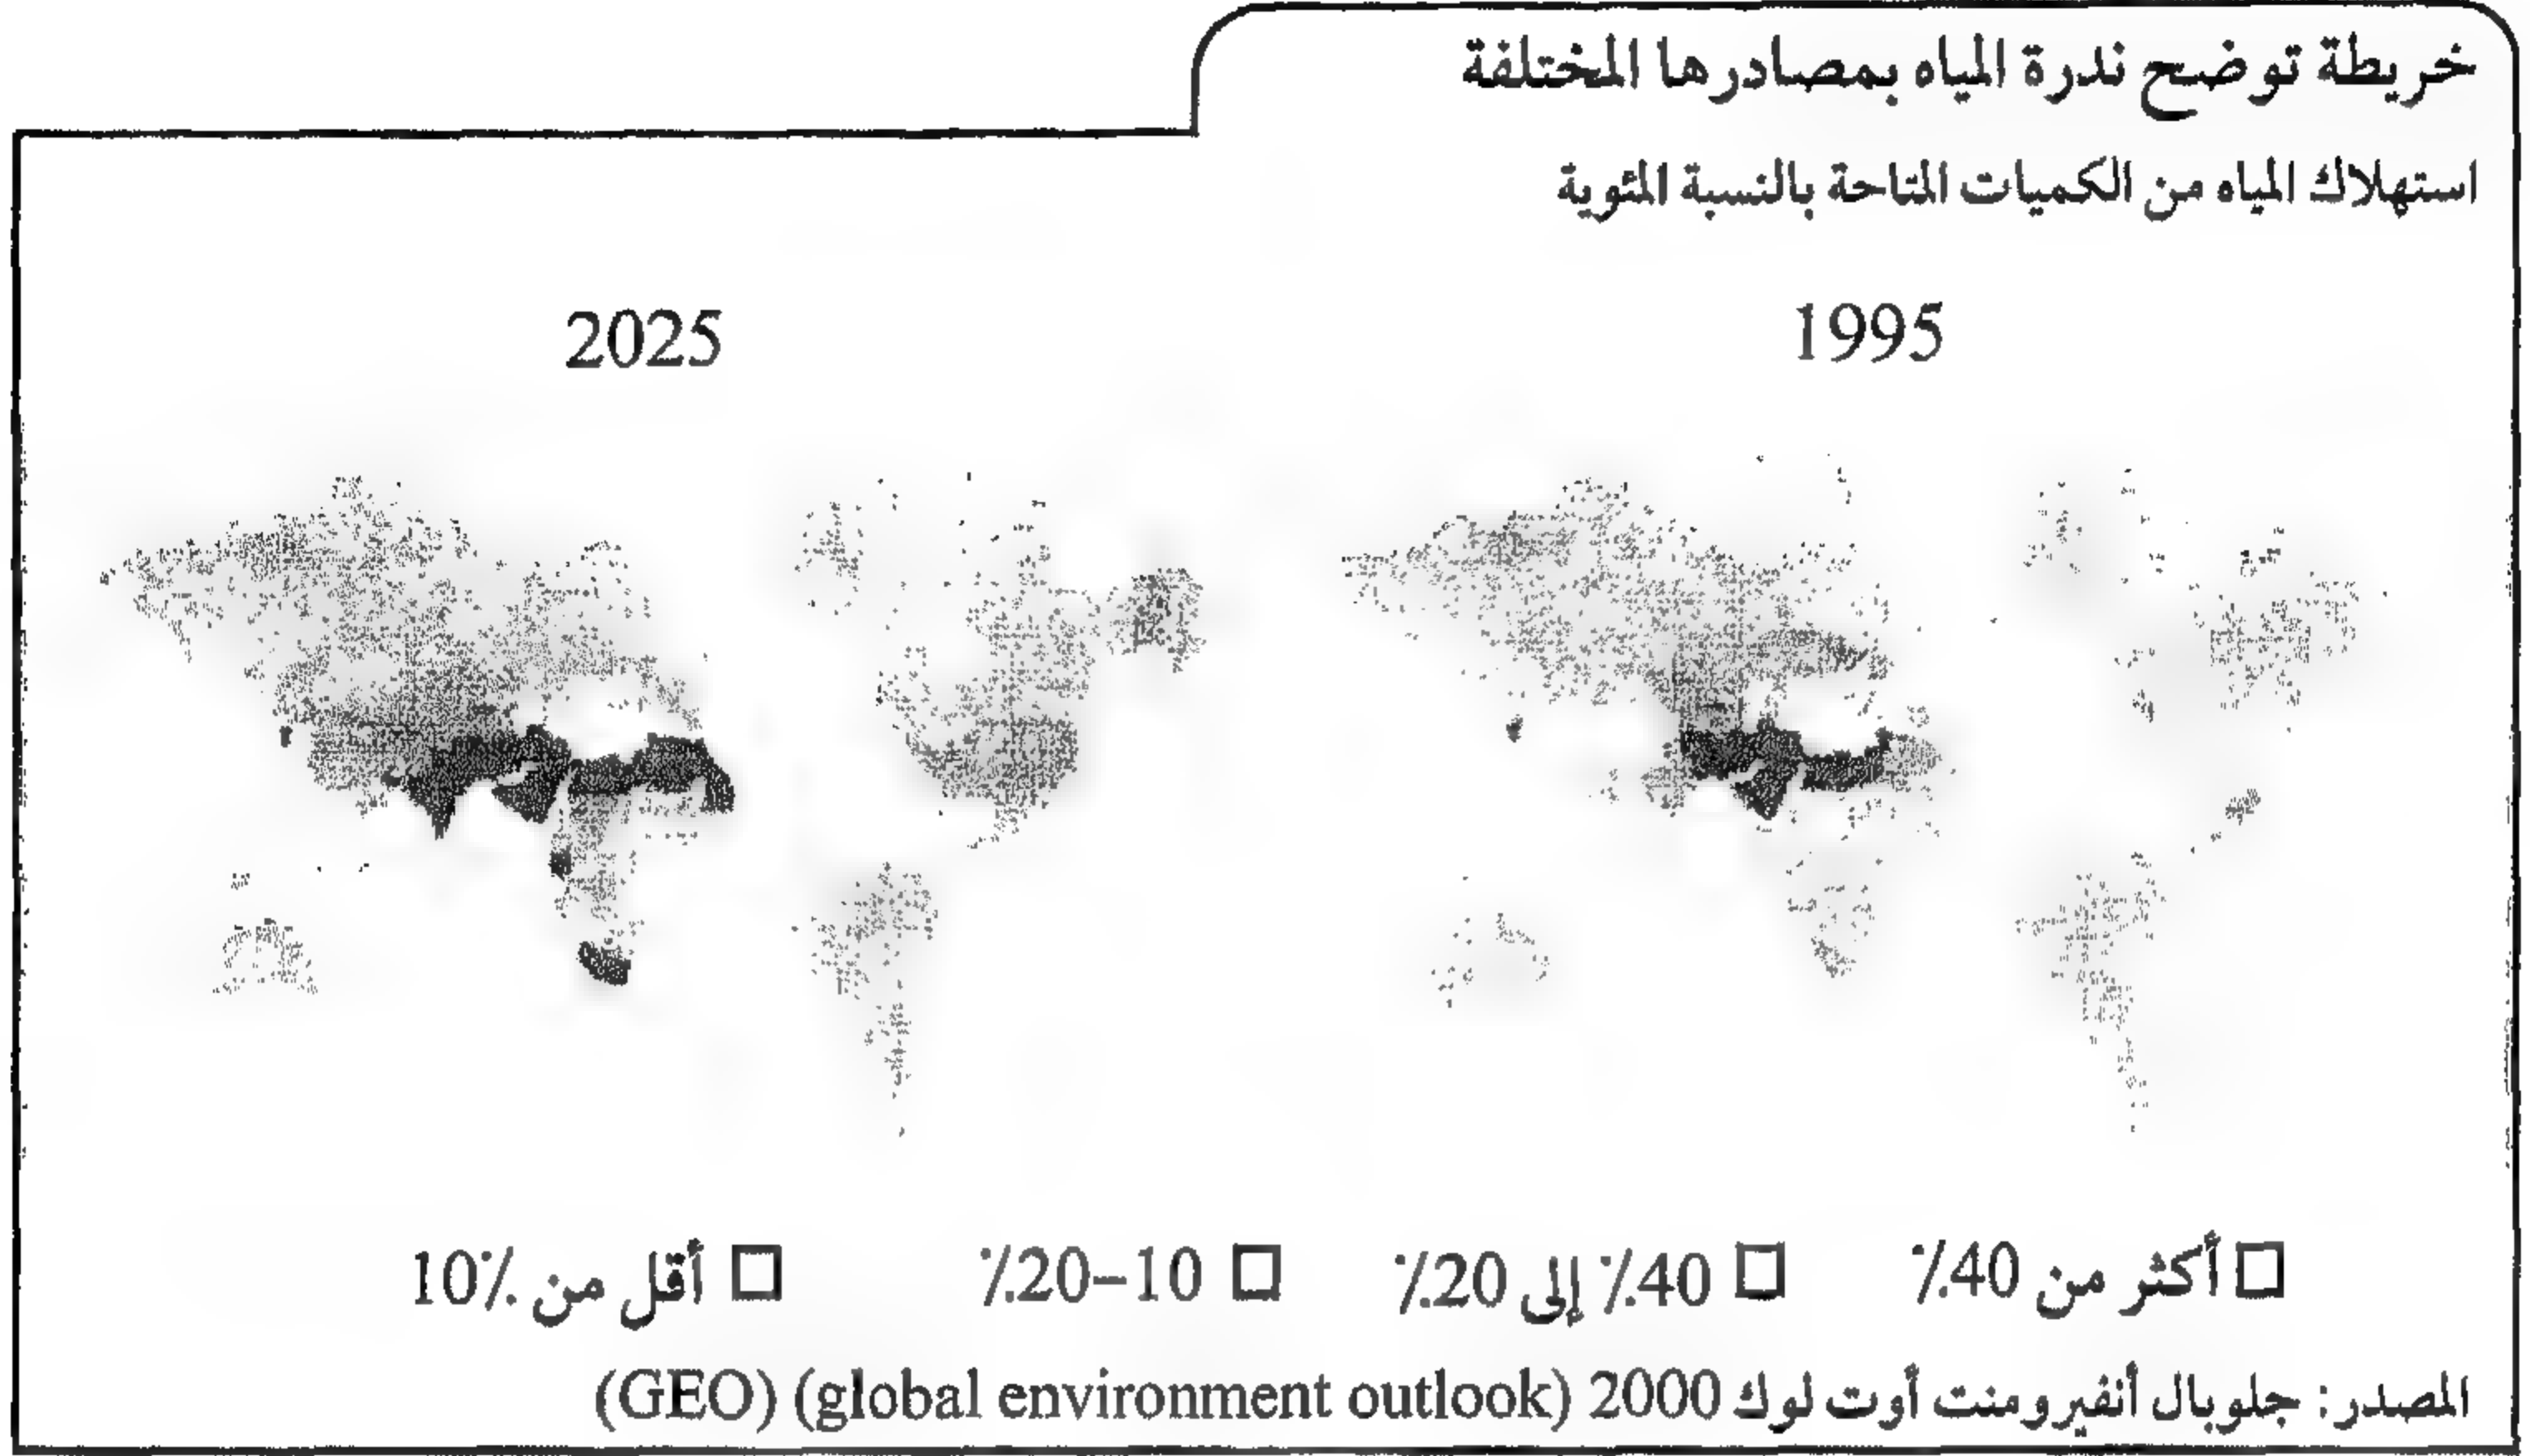 خريطة توضح ندرة المياه بمصادرها المختلفة
استهلاك المياه من الكميات المتاحة بالنسبة المئوية
1995
2025
أكثر من 40٪
40٪ إلى 20٪
10–20٪
أقل من 10٪
المصدر: جلوبال أنفيرومنت أوت لوك 2000 (global environment outlook) (GEO)